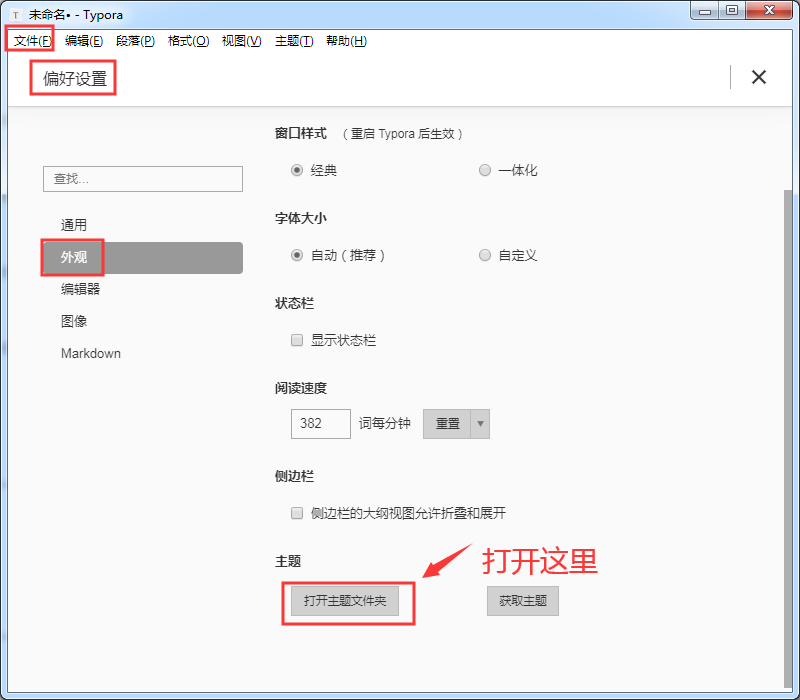 T 未命名• - Typora
文件(F) 编辑(E) 段落(P) 格式(O) 视图(V) 主题(T) 帮助(H)
偏好设置
查找...
通用
外观
编辑器
图像
Markdown
窗口样式 （重启 Typora 后生效）
经典 一体化
字体大小
自动（推荐） 自定义
状态栏
显示状态栏
阅读速度
382 词每分钟 重置
侧边栏
侧边栏的大纲视图允许折叠和展开
主题
打开这里
打开主题文件夹 获取主题